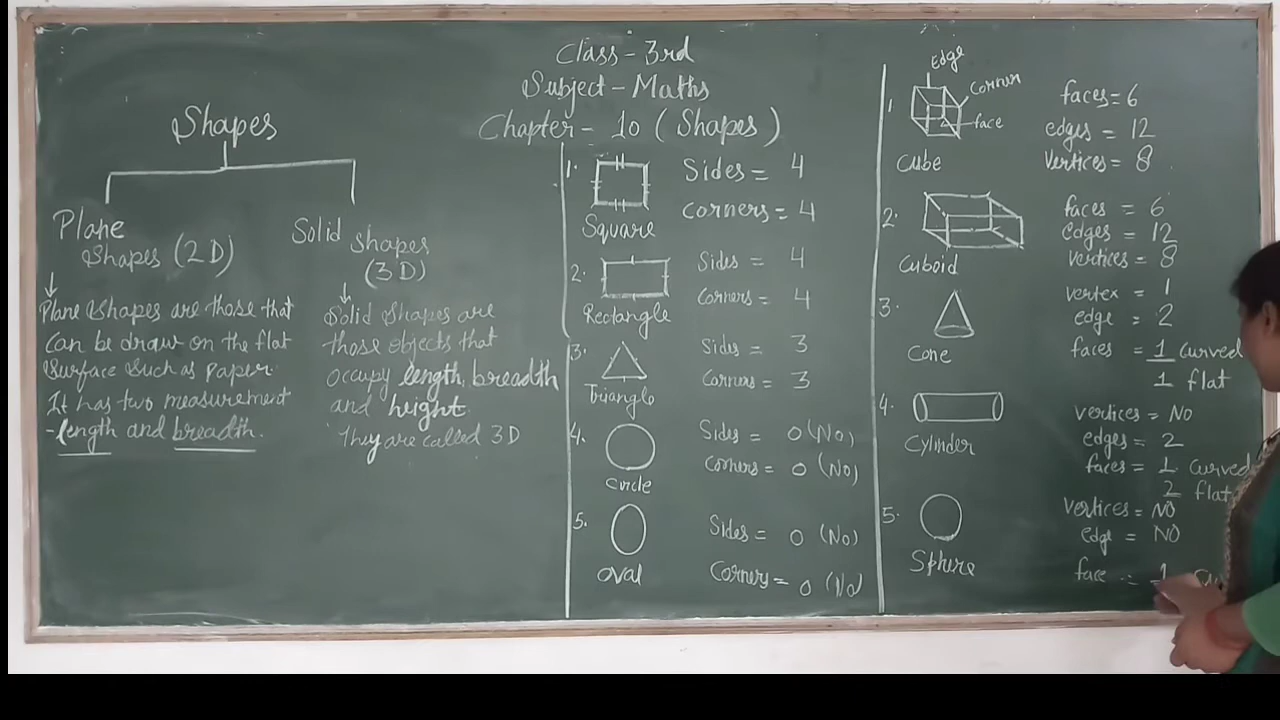 Class - 3rd
Subject - Maths
Chapter - 10 ( Shapes )
Shapes
Plane
Shapes (2D)
Plane Shapes are those that
can be draw on the flat
Surface such as paper.
It has two measurement
- length and breadth.
Solid
Shapes
(3D)
Solid Shapes are
those objects that
occupy length, breadth
and height.
They are called 3D
1.
Square
Sides = 4
Corners = 4
2.
Rectangle
Sides = 4
Corners = 4
3.
Triangle
Sides = 3
Corners = 3
4.
Circle
Sides = 0 (No)
Corners = 0 (No)
5.
Oval
Sides = 0 (No)
Corners = 0 (No)
1.
Edge
Corner
face
Cube
faces = 6
edges = 12
Vertices = 8
2.
Cuboid
faces = 6
edges = 12
vertices = 8
3.
Cone
vertex = 1
edge = 2
faces = 1 curved
1 flat
4.
Cylinder
vertices = NO
edges = 2
faces = 1 curved
2 flat
5.
Sphere
Vertices = NO
edge = NO
face = 1